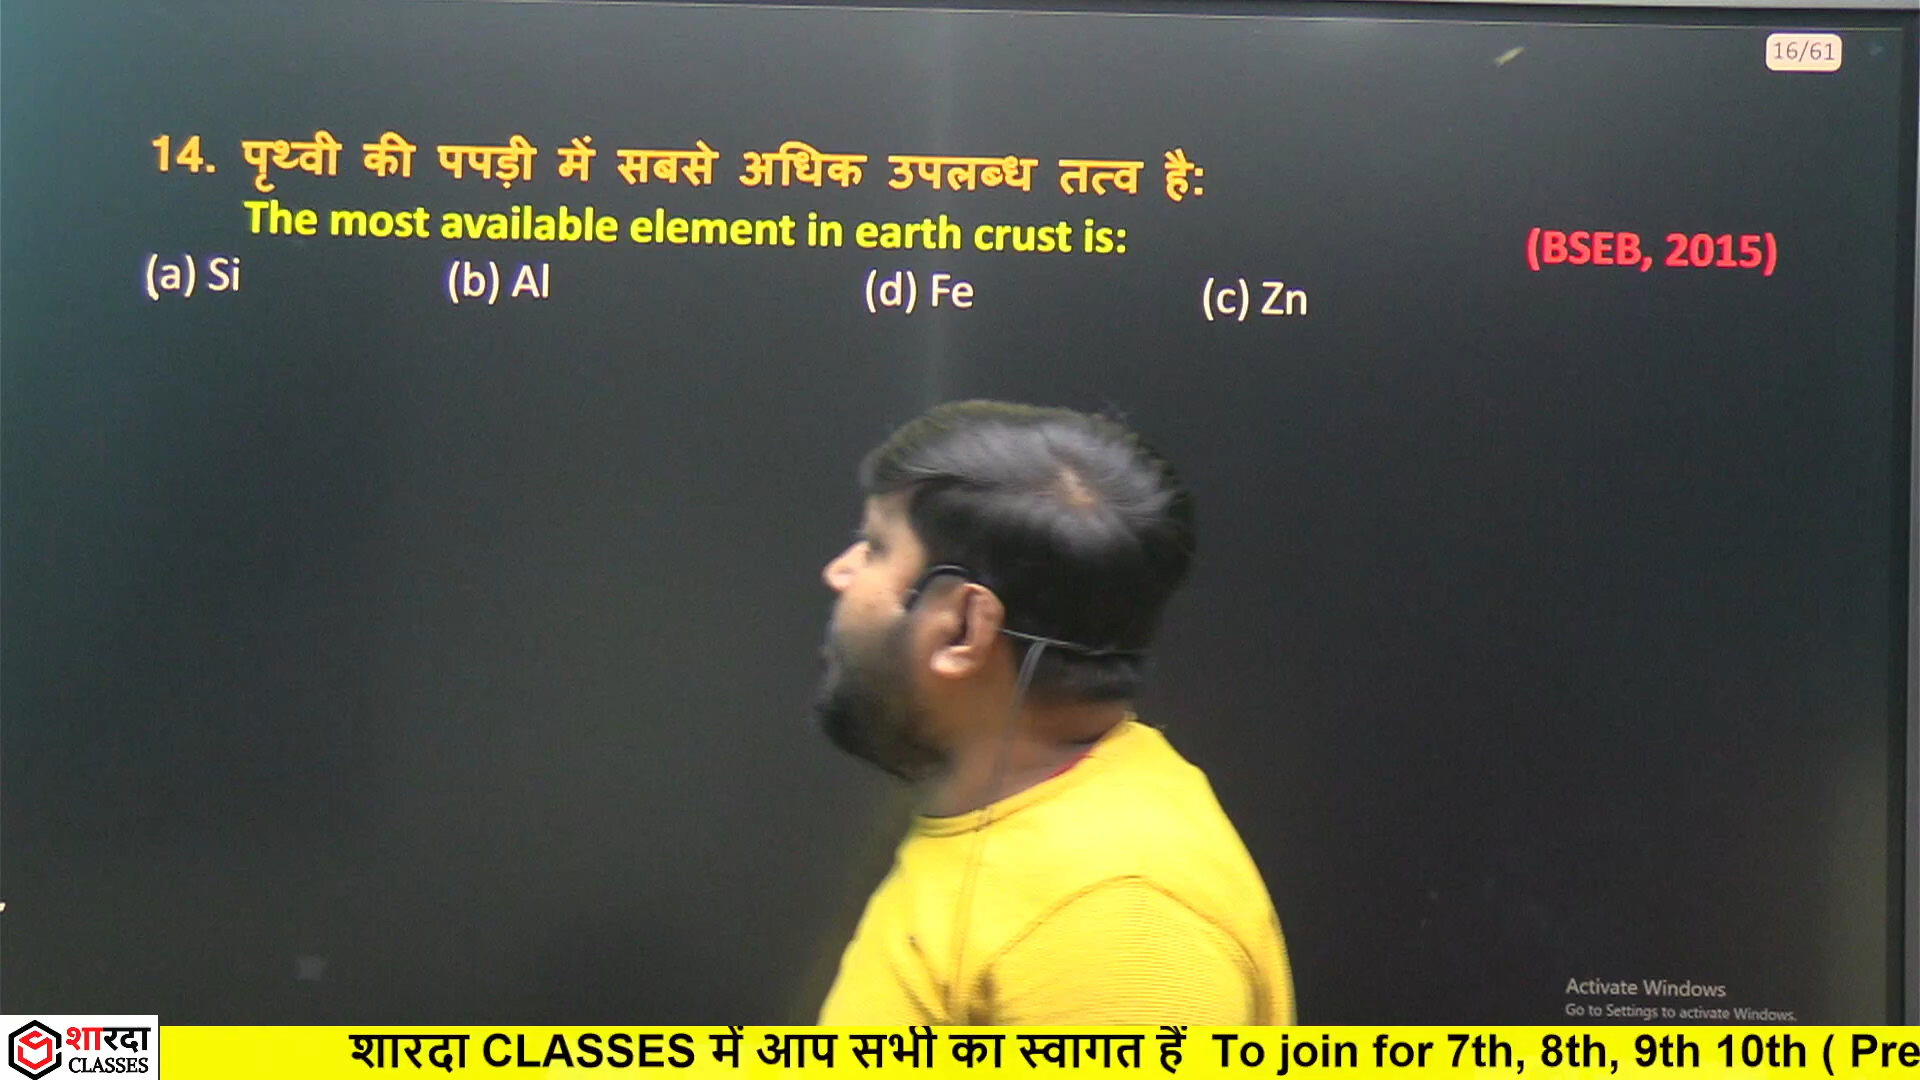 16/61
14. पृथ्वी की पपड़ी में सबसे अधिक उपलब्ध तत्व है:
The most available element in earth crust is:
(BSEB, 2015)
(a) Si (b) Al (d) Fe (c) Zn
Activate Windows
Go to Settings to activate Windows.
शारदा
CLASSES
शारदा CLASSES में आप सभी का स्वागत हैं To join for 7th, 8th, 9th 10th ( Pre